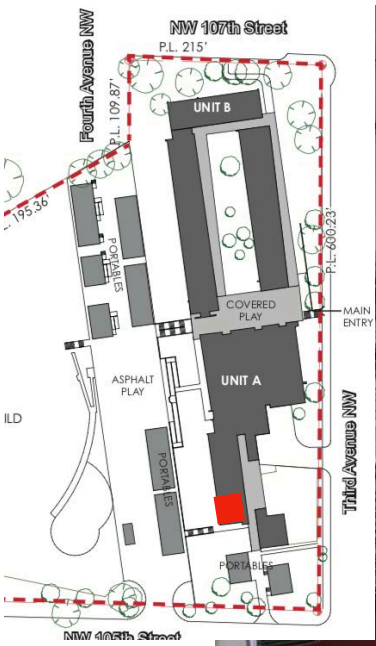 NW 107th Street
P.L. 215'
Fourth Avenue NW
P.L. 109.87'
UNIT B
L. 195.36'
P.L. 600.23'
PORTABLES
COVERED
PLAY
MAIN
ENTRY
ASPHALT
PLAY
UNIT A
ILD
Third Avenue NW
PORTABLES
PORTABLES
NW 105th Street